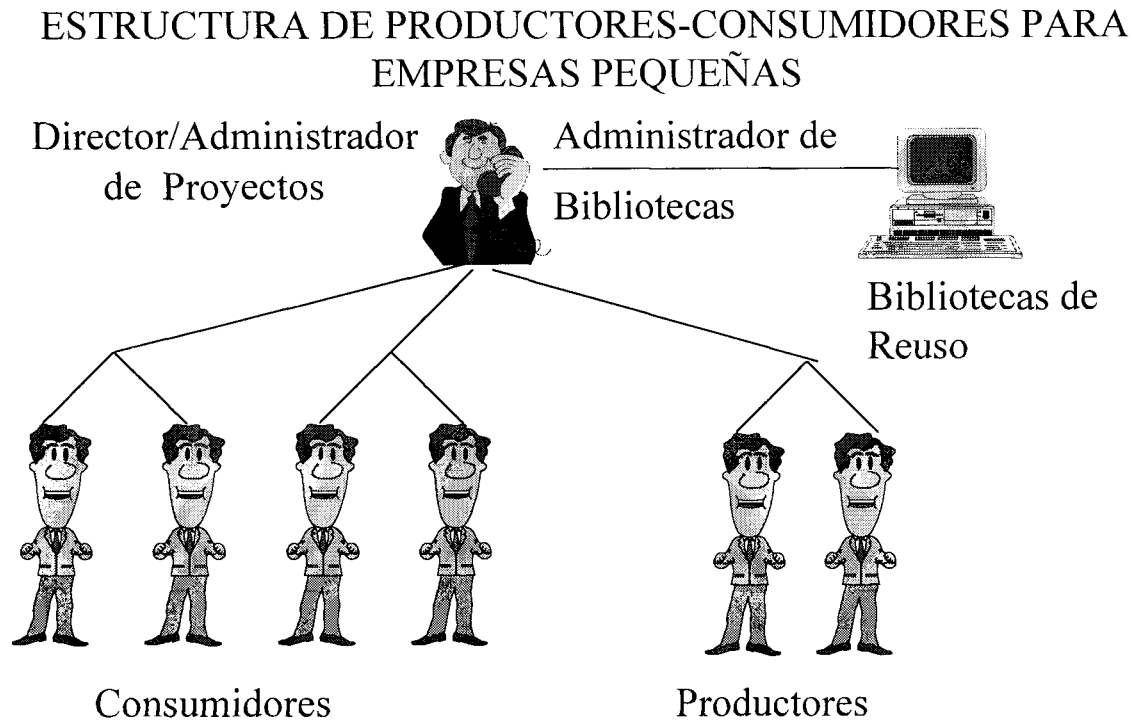 ESTRUCTURA DE PRODUCTORES-CONSUMIDORES PARA
EMPRESAS PEQUEÑAS
Director/Administrador
de Proyectos
Administrador de
Bibliotecas
Bibliotecas de
Reuso
Consumidores
Productores